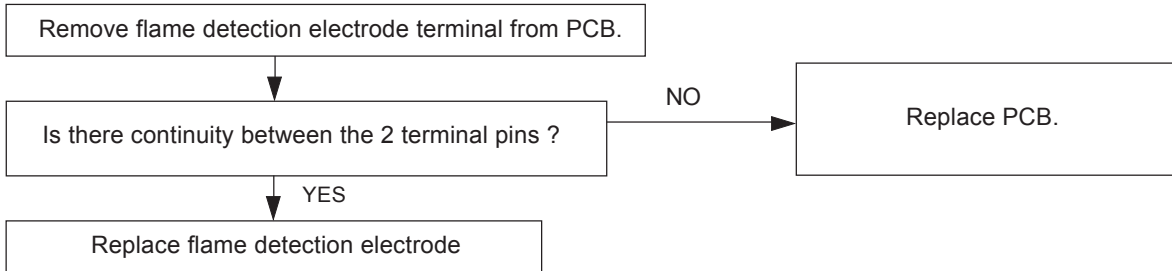 Remove flame detection electrode terminal from PCB.
Is there continuity between the 2 terminal pins ?
NO
Replace PCB.
YES
Replace flame detection electrode